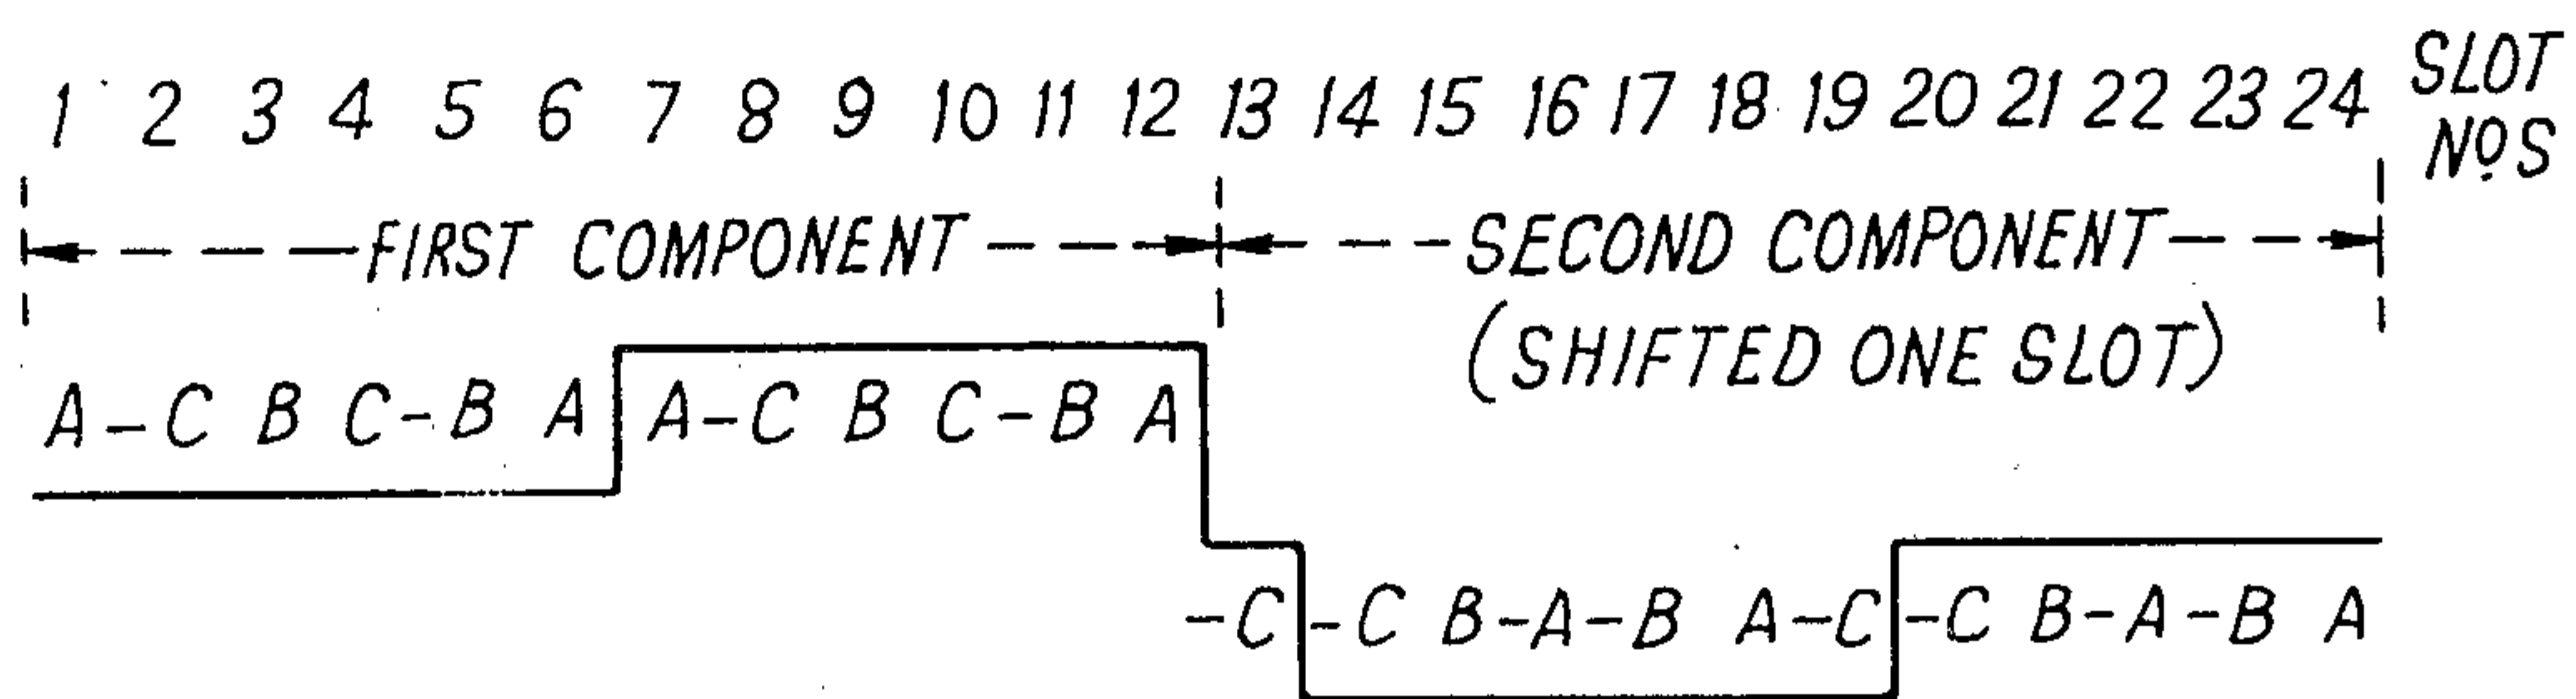 1 2 3 4 5 6 7 8 9 10 11 12 13 14 15 16 17 18 19 20 21 22 23 24 SLOT NOS
FIRST COMPONENT SECOND COMPONENT
(SHIFTED ONE SLOT)
A -C B C -B A A -C B C -B A
-C -C B -A -B A -C -C B -A -B A